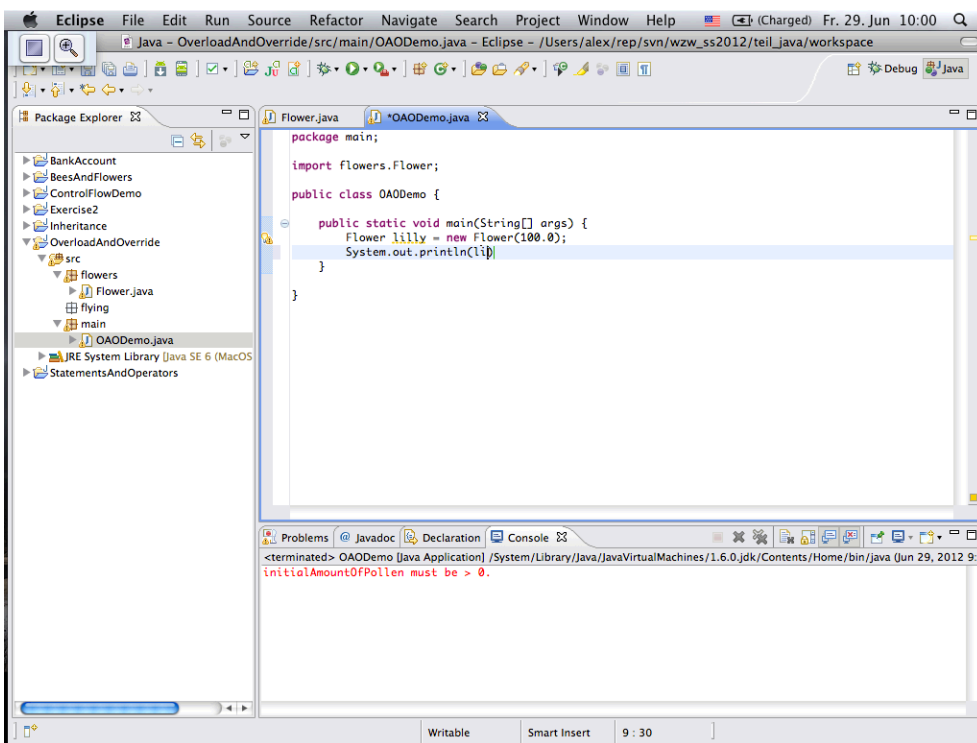 Eclipse File Edit Run Source Refactor Navigate Search Project Window Help (Charged) Fr. 29. Jun 10:00
Java – OverloadAndOverride/src/main/OAODemo.java – Eclipse – /Users/alex/rep/svn/wzw_ss2012/teil_java/workspace
Debug Java
Package Explorer
BankAccount
BeesAndFlowers
ControlFlowDemo
Exercise2
Inheritance
OverloadAndOverride
src
flowers
Flower.java
flying
main
OAODemo.java
JRE System Library [Java SE 6 (MacOS
StatementsAndOperators
Flower.java *OAODemo.java
package main;
import flowers.Flower;
public class OAODemo {
public static void main(String[] args) {
Flower lilly = new Flower(100.0);
System.out.println(li)
}
}
Problems @ Javadoc Declaration Console
<terminated> OAODemo [Java Application] /System/Library/Java/JavaVirtualMachines/1.6.0.jdk/Contents/Home/bin/java (Jun 29, 2012 9:
initialAmountOfPollen must be > 0.
Writable Smart Insert 9 : 30